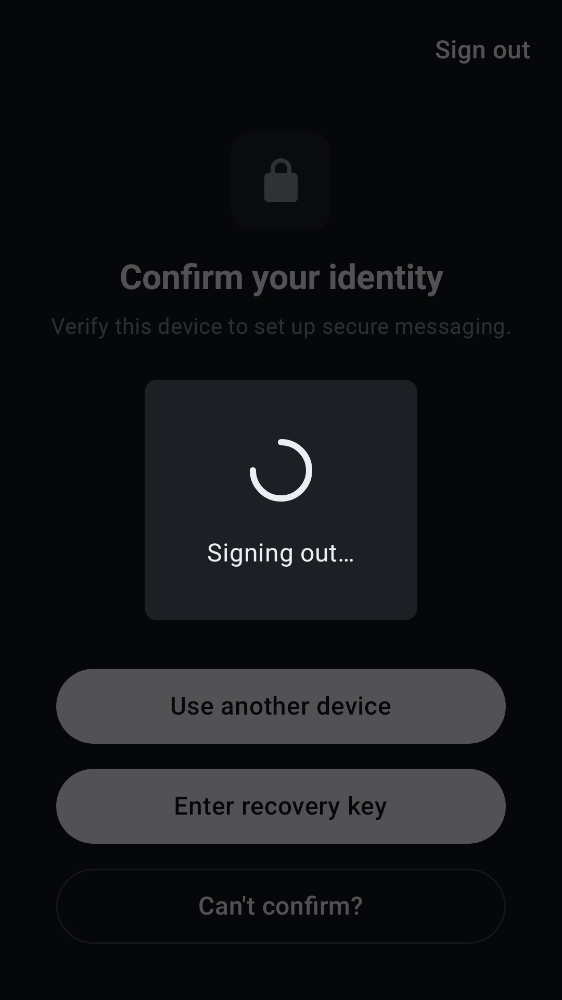 Sign out
Confirm your identity
Verify this device to set up secure messaging.
Signing out…
Use another device
Enter recovery key
Can't confirm?